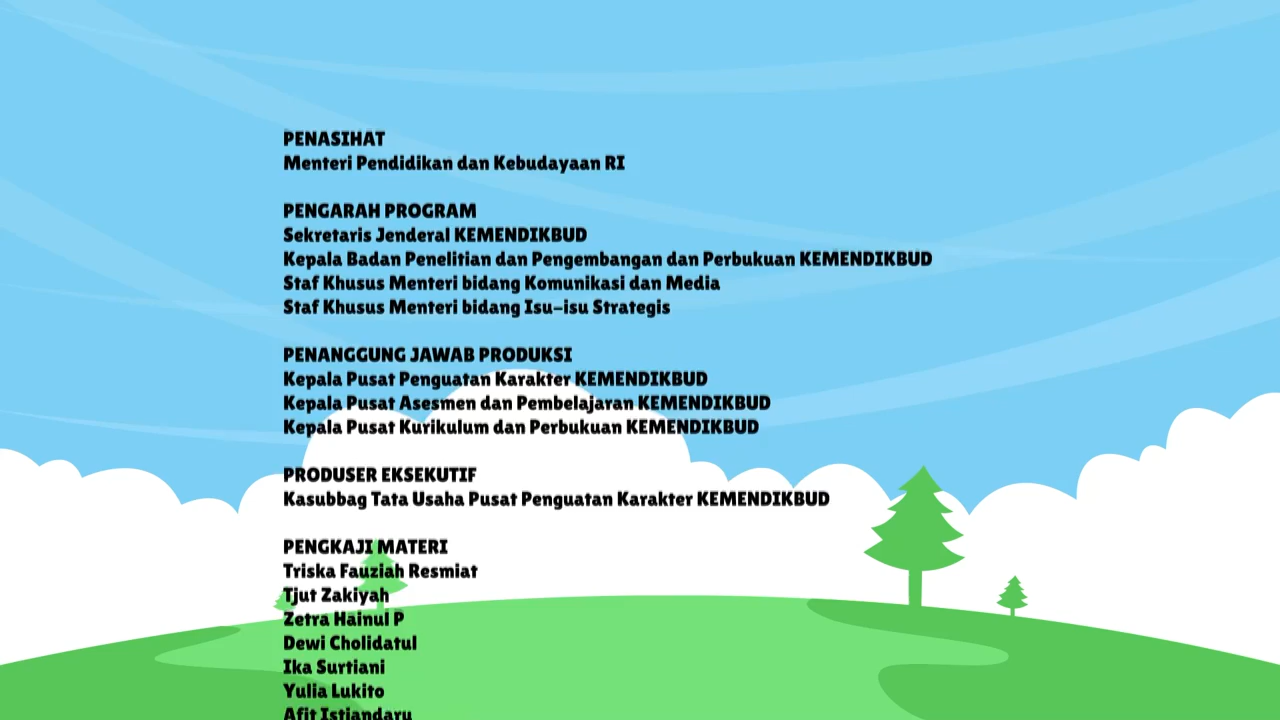 PENASIHAT
Menteri Pendidikan dan Kebudayaan RI
PENGARAH PROGRAM
Sekretaris Jenderal KEMENDIKBUD
Kepala Badan Penelitian dan Pengembangan dan Perbukuan KEMENDIKBUD
Staf Khusus Menteri bidang Komunikasi dan Media
Staf Khusus Menteri bidang Isu-isu Strategis
PENANGGUNG JAWAB PRODUKSI
Kepala Pusat Penguatan Karakter KEMENDIKBUD
Kepala Pusat Asesmen dan Pembelajaran KEMENDIKBUD
Kepala Pusat Kurikulum dan Perbukuan KEMENDIKBUD
PRODUSER EKSEKUTIF
Kasubbag Tata Usaha Pusat Penguatan Karakter KEMENDIKBUD
PENGKAJI MATERI
Triska Fauziah Resmiat
Tjut Zakiyah
Zetra Hainul P
Dewi Cholidatul
Ika Surtiani
Yulia Lukito
Afit Istiandaru